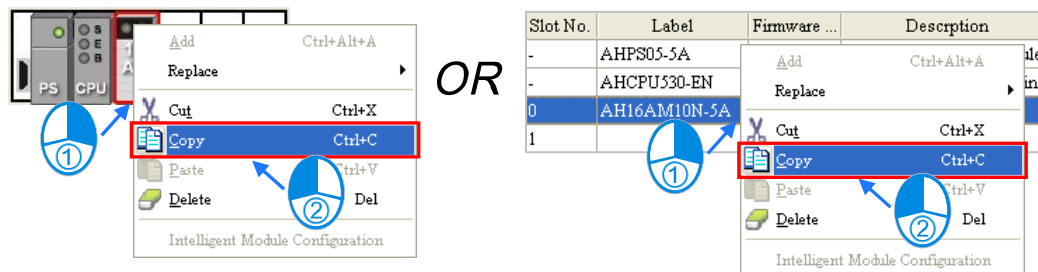 S
E
B
PS CPU
1
A
Add Ctrl+Alt+A
Replace
Cut Ctrl+X
Copy Ctrl+C
Paste Ctrl+V
Delete Del
Intelligent Module Configuration
1
2
OR
Slot No. Label Firmware ... Descrption
- AHPS05-5A
- AHCPU530-EN
0 AH16AM10N-5A
1
Add Ctrl+Alt+A
Replace
Cut Ctrl+X
Copy Ctrl+C
Paste Ctrl+V
Delete Del
Intelligent Module Configuration
1
2